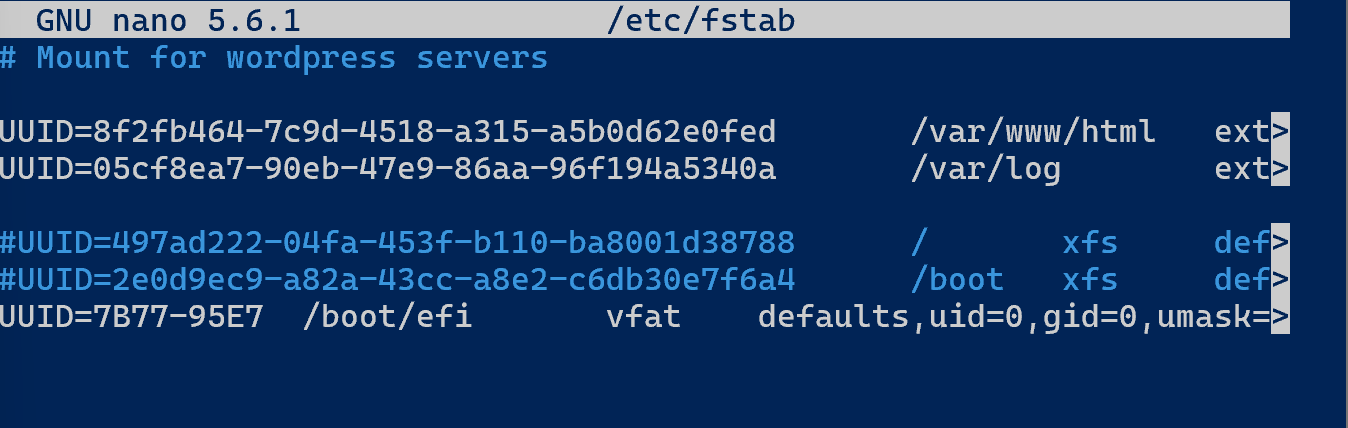 GNU nano 5.6.1 /etc/fstab
# Mount for wordpress servers
UUID=8f2fb464-7c9d-4518-a315-a5b0d62e0fed /var/www/html ext>
UUID=05cf8ea7-90eb-47e9-86aa-96f194a5340a /var/log ext>
#UUID=497ad222-04fa-453f-b110-ba8001d38788 / xfs def>
#UUID=2e0d9ec9-a82a-43cc-a8e2-c6db30e7f6a4 /boot xfs def>
UUID=7B77-95E7 /boot/efi vfat defaults,uid=0,gid=0,umask=>